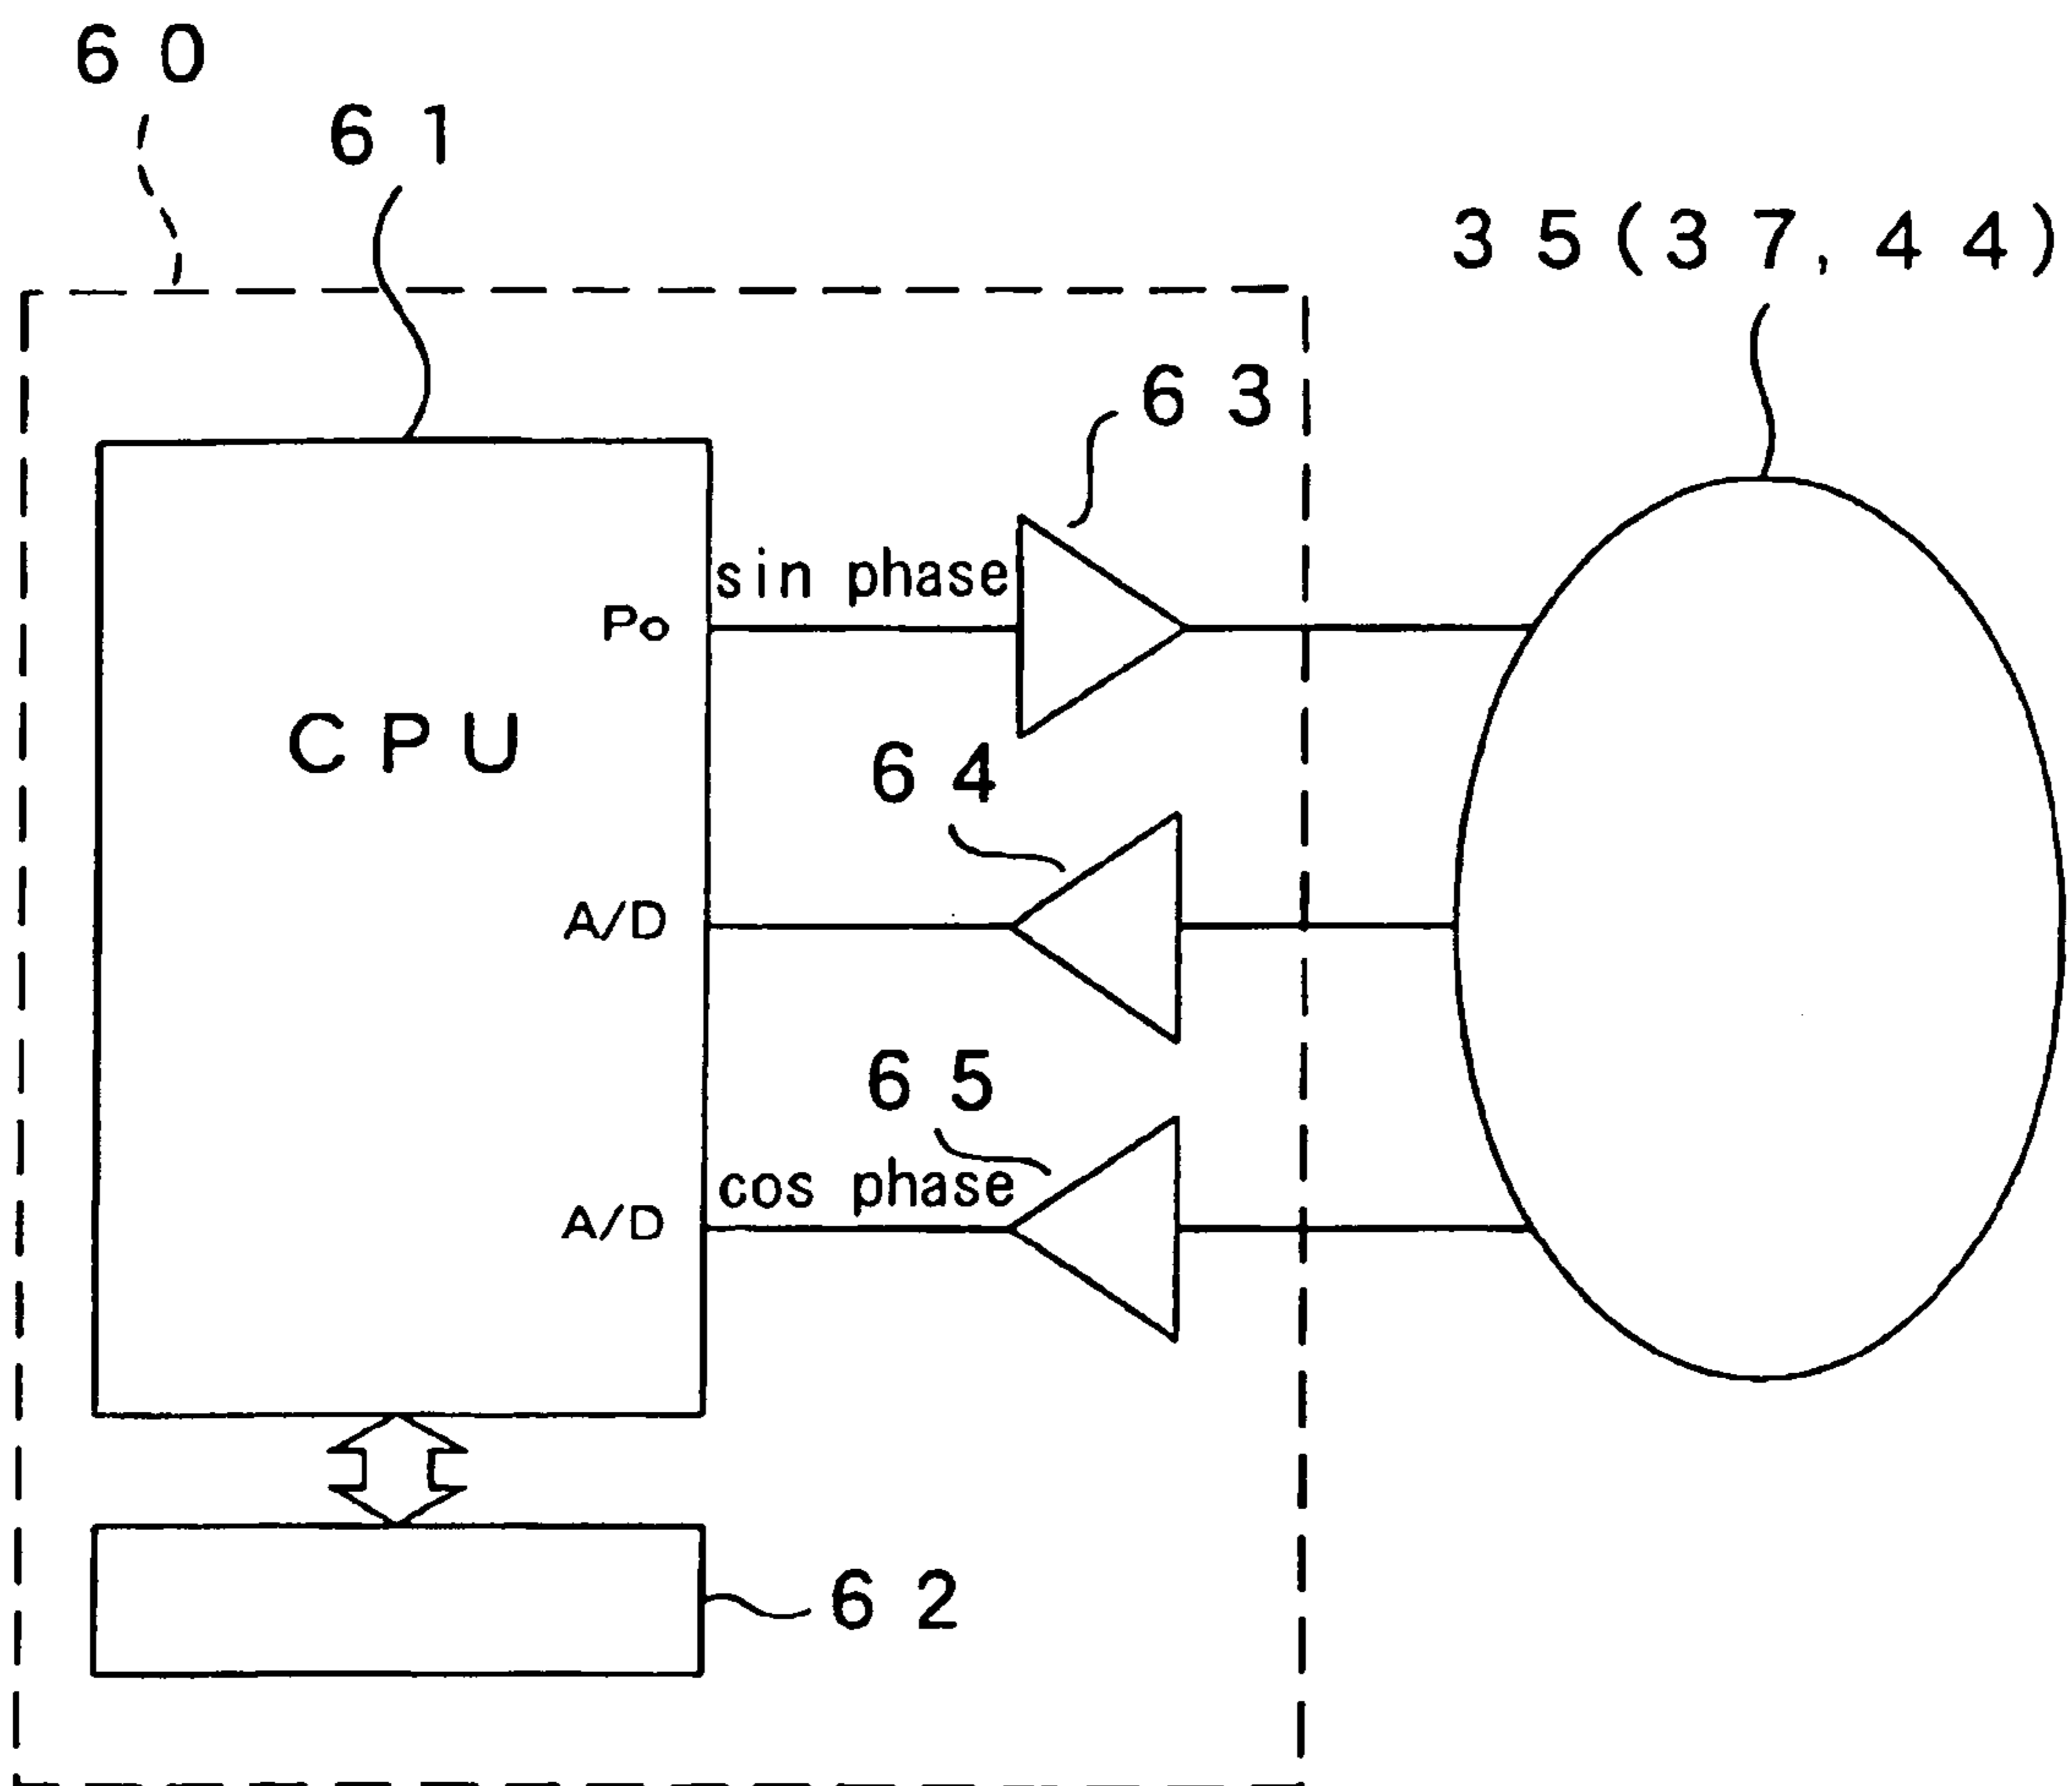 60
61
35(37,44)
63
sin phase
Po
CPU
64
A/D
65
cos phase
A/D
62